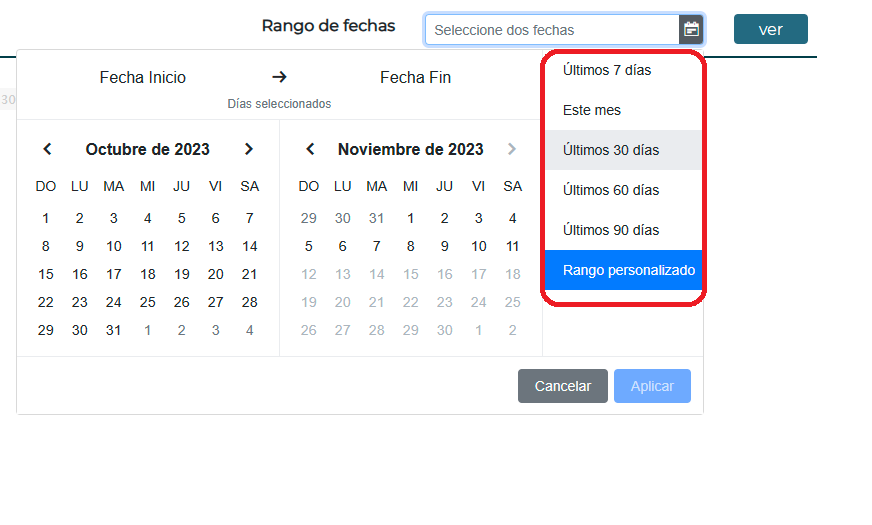 Rango de fechas
Seleccione dos fechas
ver
30
Fecha Inicio → Fecha Fin
Días seleccionados
Octubre de 2023
DO LU MA MI JU VI SA
1 2 3 4 5 6 7
8 9 10 11 12 13 14
15 16 17 18 19 20 21
22 23 24 25 26 27 28
29 30 31 1 2 3 4
Noviembre de 2023
DO LU MA MI JU VI SA
29 30 31 1 2 3 4
5 6 7 8 9 10 11
12 13 14 15 16 17 18
19 20 21 22 23 24 25
26 27 28 29 30 1 2
Últimos 7 días
Este mes
Últimos 30 días
Últimos 60 días
Últimos 90 días
Rango personalizado
Cancelar
Aplicar